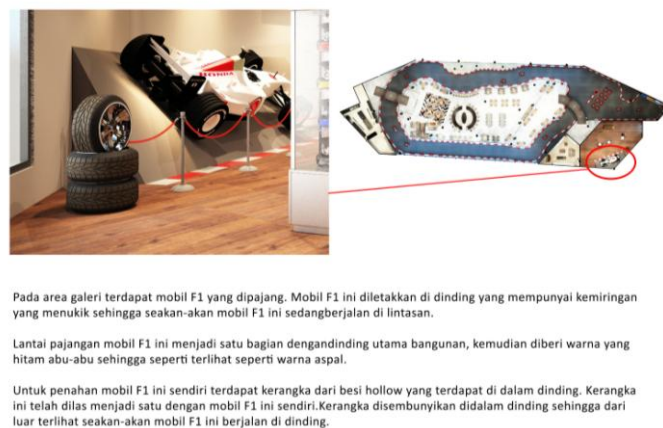 HONDA
Pada area galeri terdapat mobil F1 yang dipajang. Mobil F1 ini diletakkan di dinding yang mempunyai kemiringan
yang menukik sehingga seakan-akan mobil F1 ini sedangberjalan di lintasan.
Lantai pajangan mobil F1 ini menjadi satu bagian dengandinding utama bangunan, kemudian diberi warna yang
hitam abu-abu sehingga seperti terlihat seperti warna aspal.
Untuk penahan mobil F1 ini sendiri terdapat kerangka dari besi hollow yang terdapat di dalam dinding. Kerangka
ini telah dilas menjadi satu dengan mobil F1 ini sendiri.Kerangka disembunyikan didalam dinding sehingga dari
luar terlihat seakan-akan mobil F1 ini berjalan di dinding.